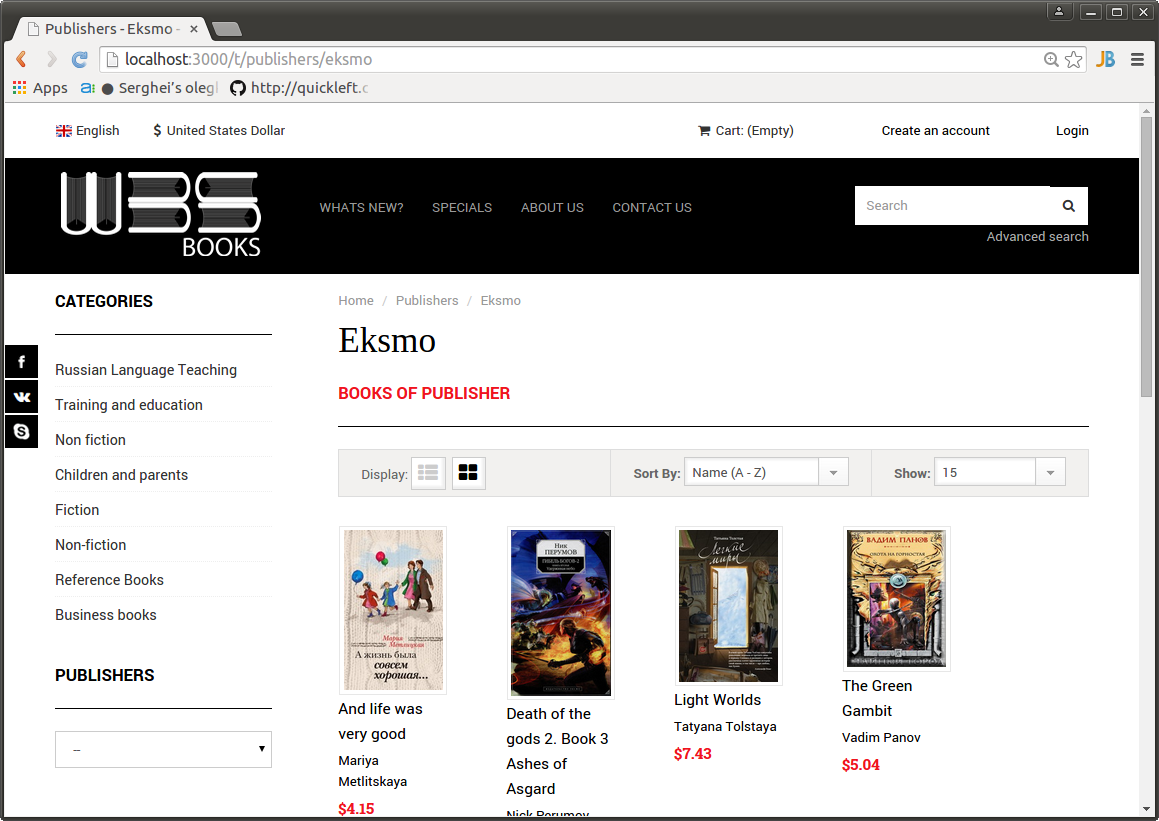 Publishers - Eksmo -
localhost:3000/t/publishers/eksmo
JB
Apps
a:
Serghei's olegl
http://quickleft.c
English
$ United States Dollar
Cart: (Empty)
Create an account
Login
WBS
BOOKS
WHATS NEW?
SPECIALS
ABOUT US
CONTACT US
Search
Advanced search
CATEGORIES
Russian Language Teaching
Training and education
Non fiction
Children and parents
Fiction
Non-fiction
Reference Books
Business books
PUBLISHERS
--
Home / Publishers / Eksmo
Eksmo
BOOKS OF PUBLISHER
Display:
Sort By: Name (A - Z)
Show: 15
Мария
Метлицкая
А жизнь была
совсем
хорошая...
And life was
very good
Mariya
Metlitskaya
$4.15
Ник
ПЕРУМОВ
ГИБЕЛЬ БОГОВ-2
Death of the
gods 2. Book 3
Ashes of
Asgard
Nick Perumov
Татьяна Толстая
Легкие
миры
Light Worlds
Tatyana Tolstaya
$7.43
ВАДИМ ПАНОВ
ОХОТА НА ГОРНОСТАЯ
The Green
Gambit
Vadim Panov
$5.04